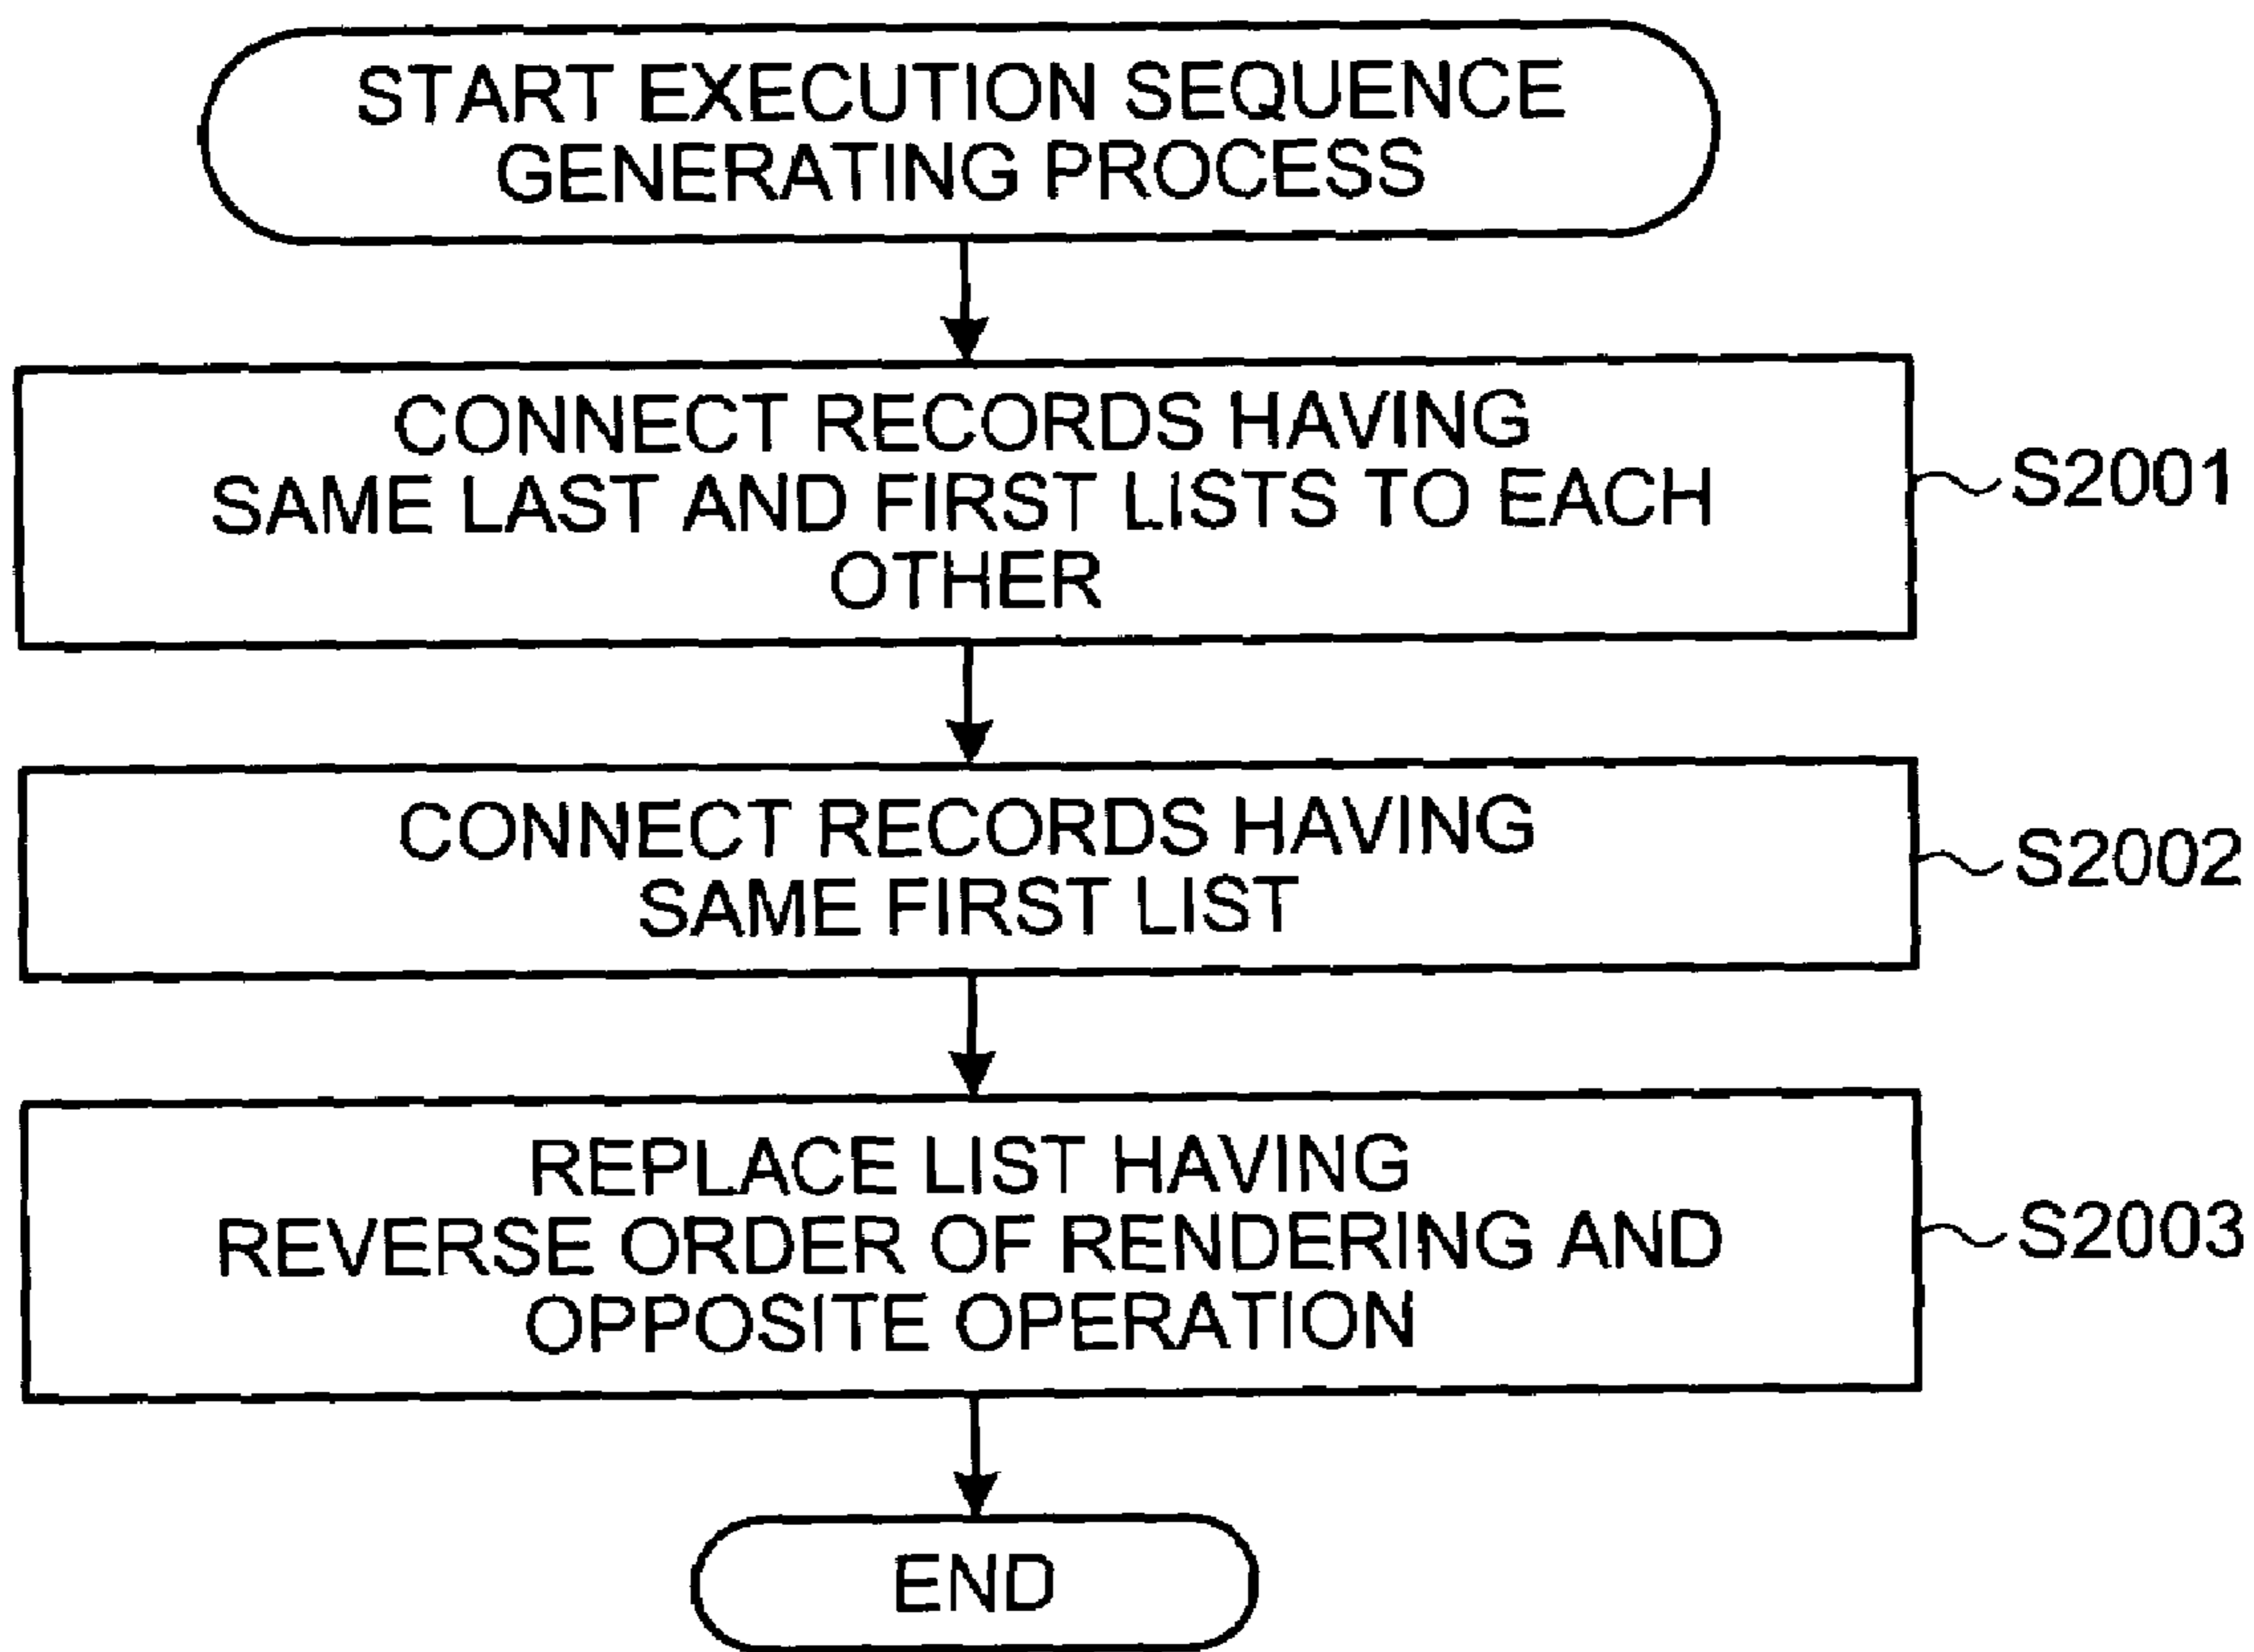 START EXECUTION SEQUENCE
GENERATING PROCESS
CONNECT RECORDS HAVING
SAME LAST AND FIRST LISTS TO EACH
OTHER
S2001
CONNECT RECORDS HAVING
SAME FIRST LIST
S2002
REPLACE LIST HAVING
REVERSE ORDER OF RENDERING AND
OPPOSITE OPERATION
S2003
END